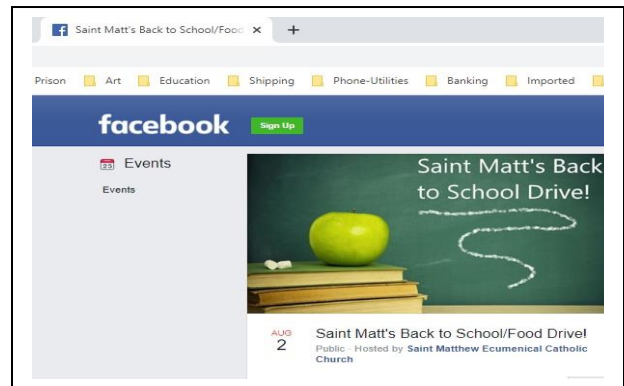 Saint Matt's Back to School/Food
Prison Art Education Shipping Phone-Utilities Banking Imported
facebook Sign Up
Events
Events
Saint Matt's Back
to School Drive!
AUG
2
Saint Matt's Back to School/Food Drive!
Public · Hosted by Saint Matthew Ecumenical Catholic
Church